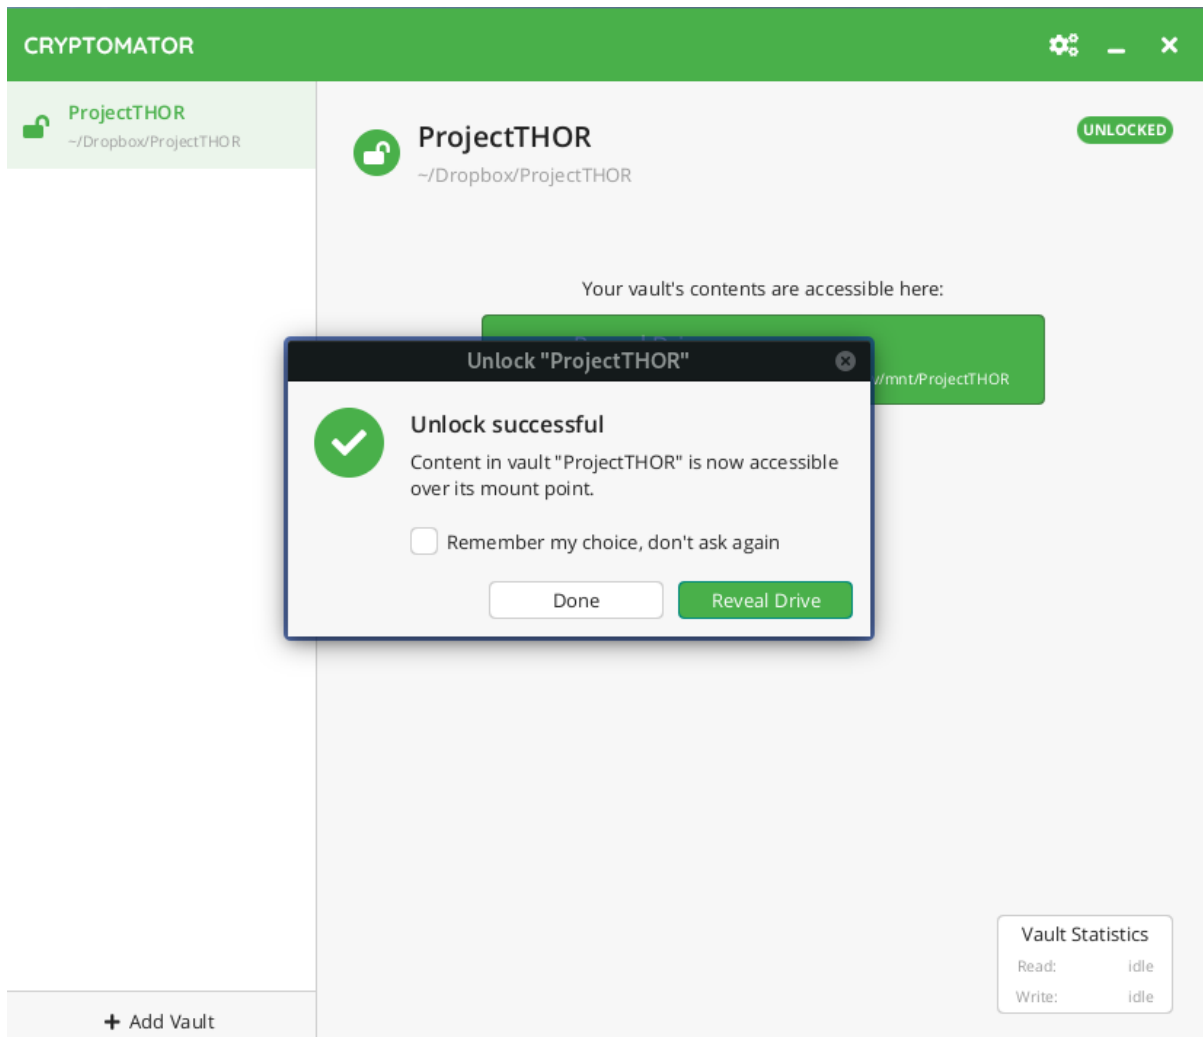 CRYPTOMATOR
ProjectTHOR
~/Dropbox/ProjectTHOR
ProjectTHOR
~/Dropbox/ProjectTHOR
UNLOCKED
Your vault's contents are accessible here:
/mnt/ProjectTHOR
Unlock "ProjectTHOR"
Unlock successful
Content in vault "ProjectTHOR" is now accessible
over its mount point.
Remember my choice, don't ask again
Done
Reveal Drive
Vault Statistics
Read: idle
Write: idle
+ Add Vault